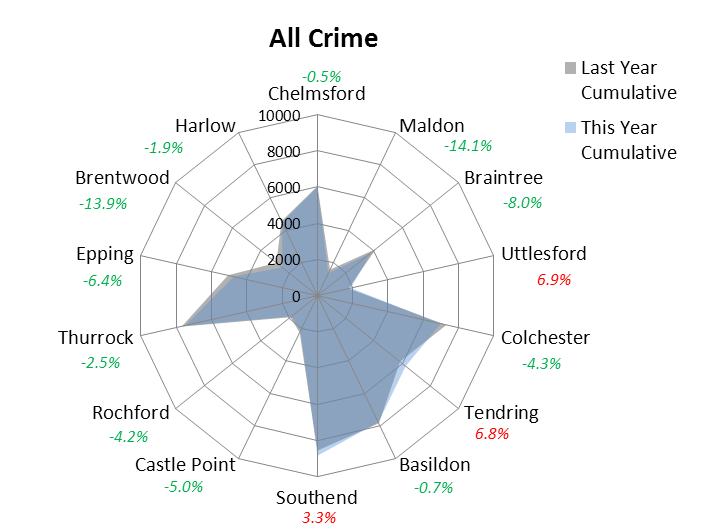 All Crime
Last Year
Cumulative
This Year
Cumulative
-0.5%
Chelmsford
Maldon
-14.1%
Braintree
-8.0%
Uttlesford
6.9%
Colchester
-4.3%
Tendring
6.8%
Basildon
-0.7%
Southend
3.3%
Castle Point
-5.0%
Rochford
-4.2%
Thurrock
-2.5%
Epping
-6.4%
Brentwood
-13.9%
Harlow
-1.9%
10000
8000
6000
4000
2000
0